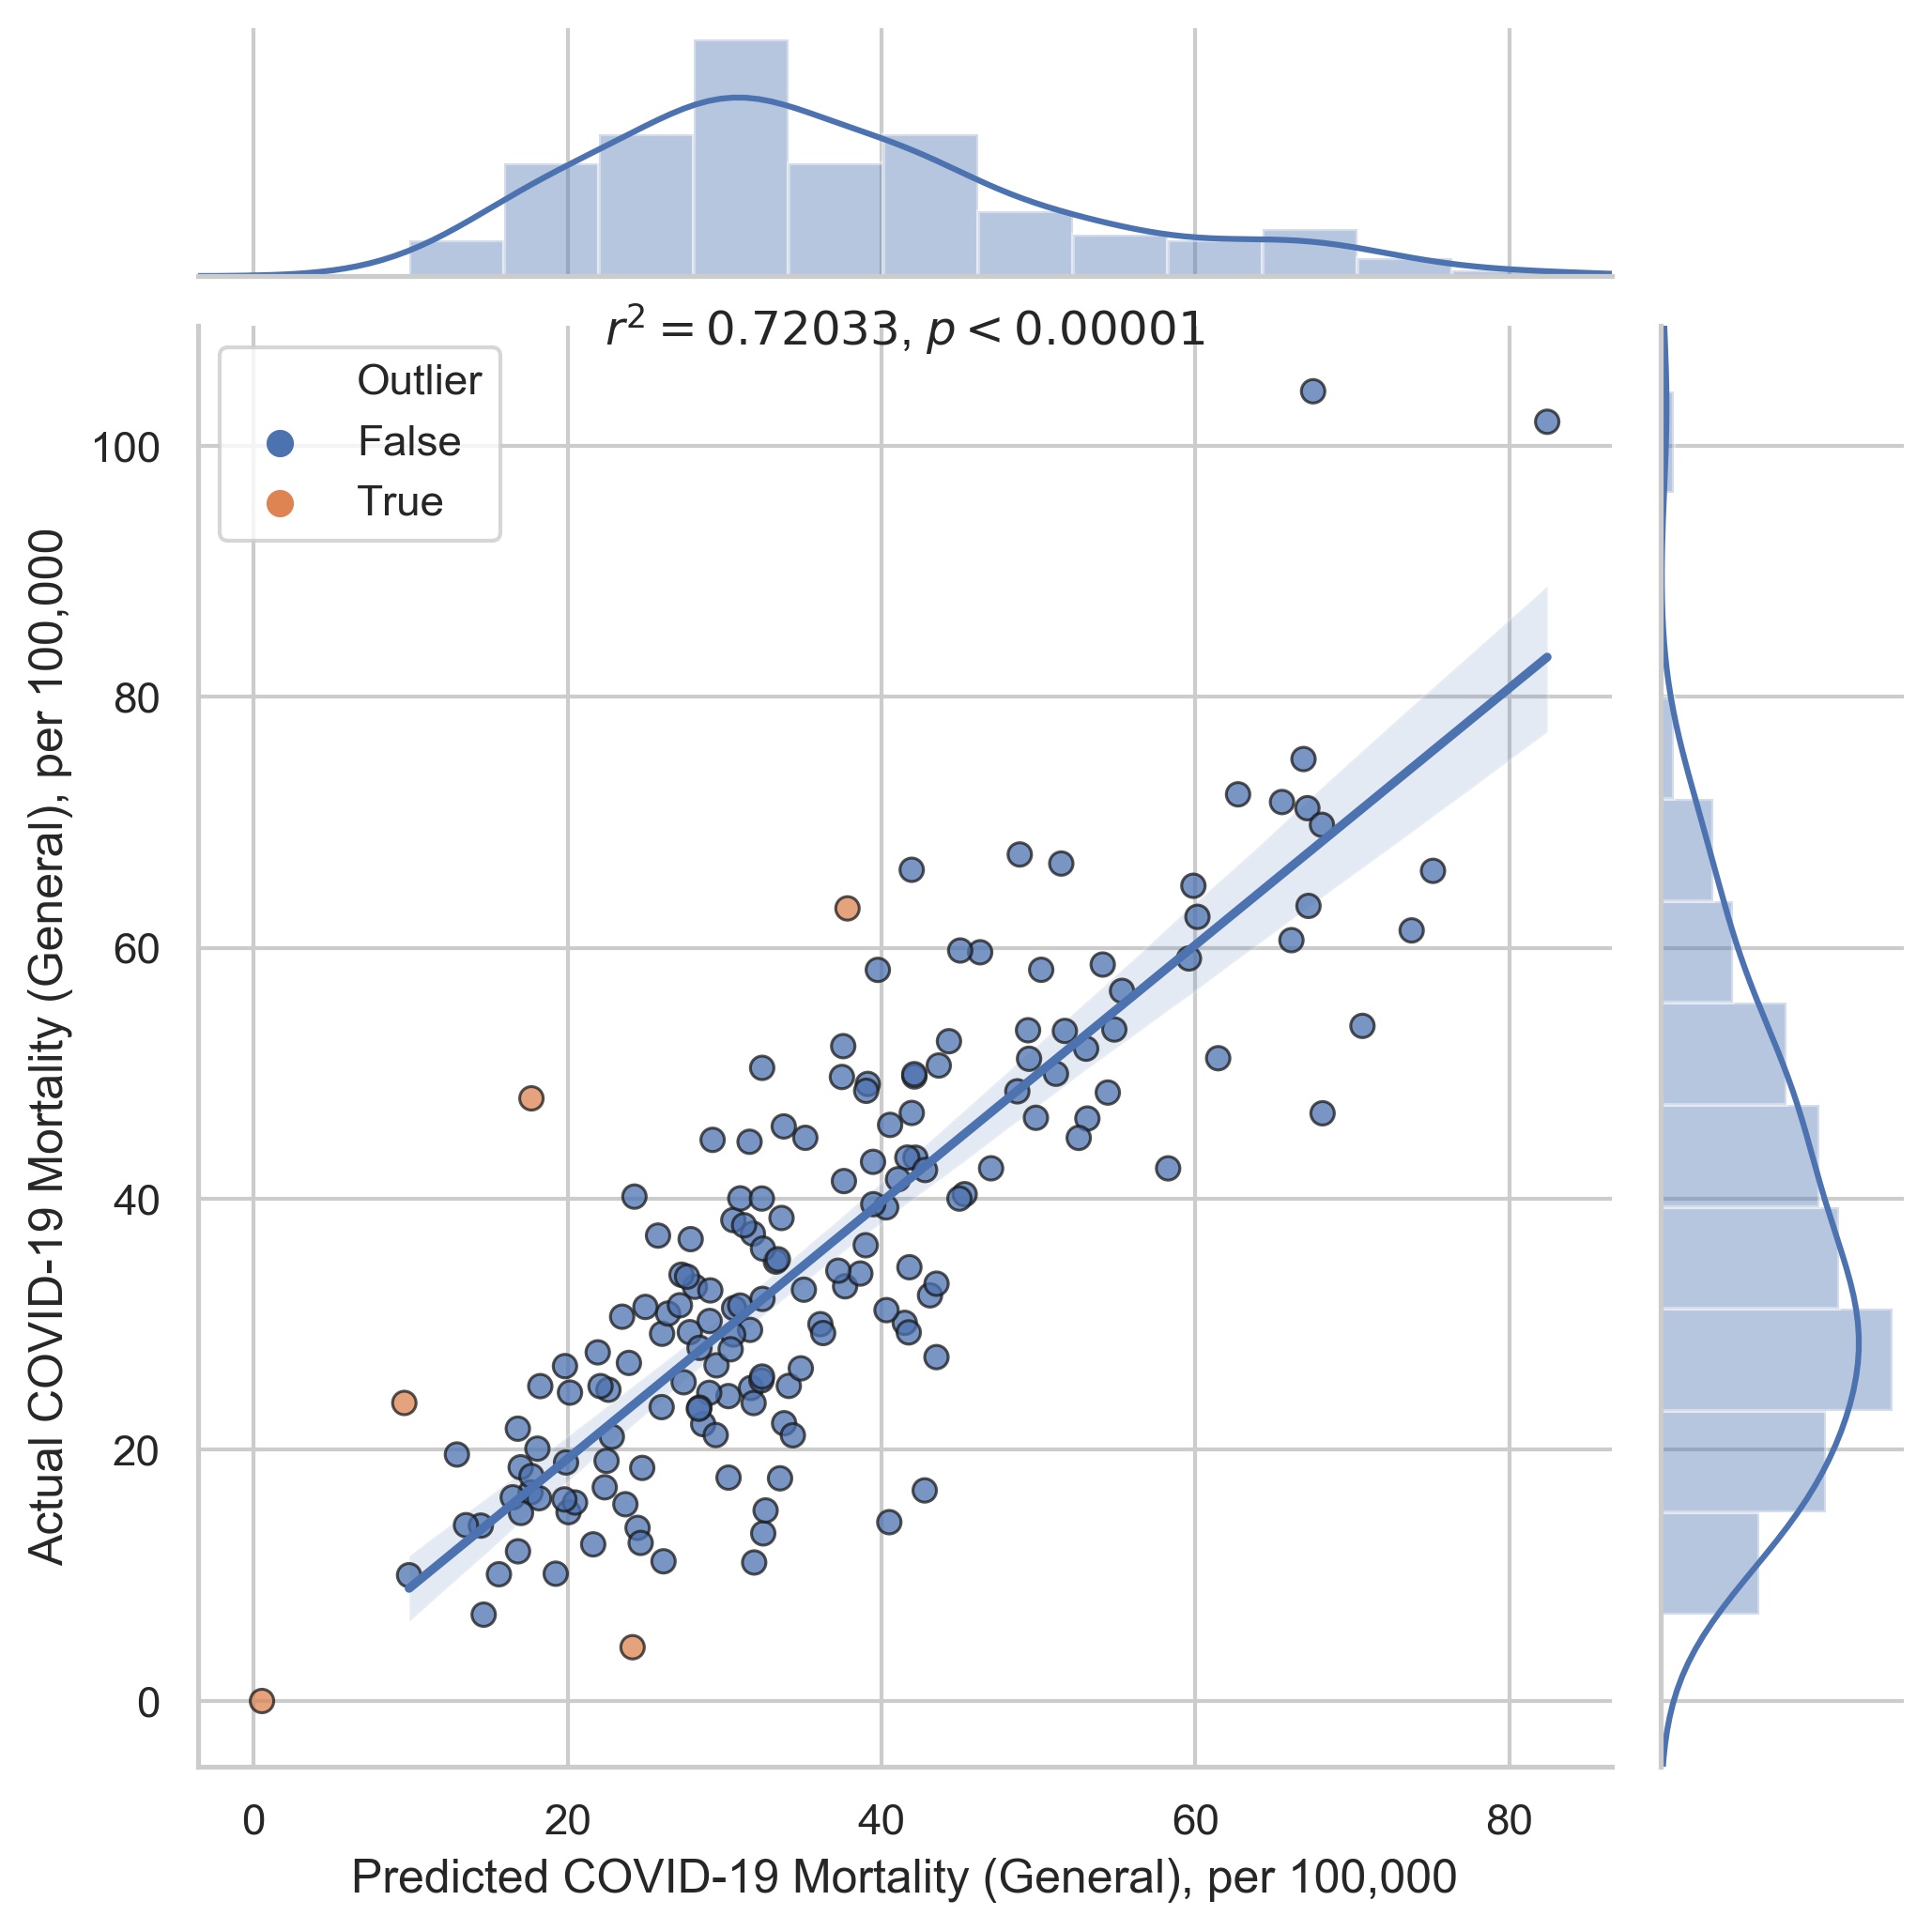 r² = 0.72033, p < 0.00001
Outlier
False
True
100
80
60
40
20
0
Actual COVID-19 Mortality (General), per 100,000
0 20 40 60 80
Predicted COVID-19 Mortality (General), per 100,000